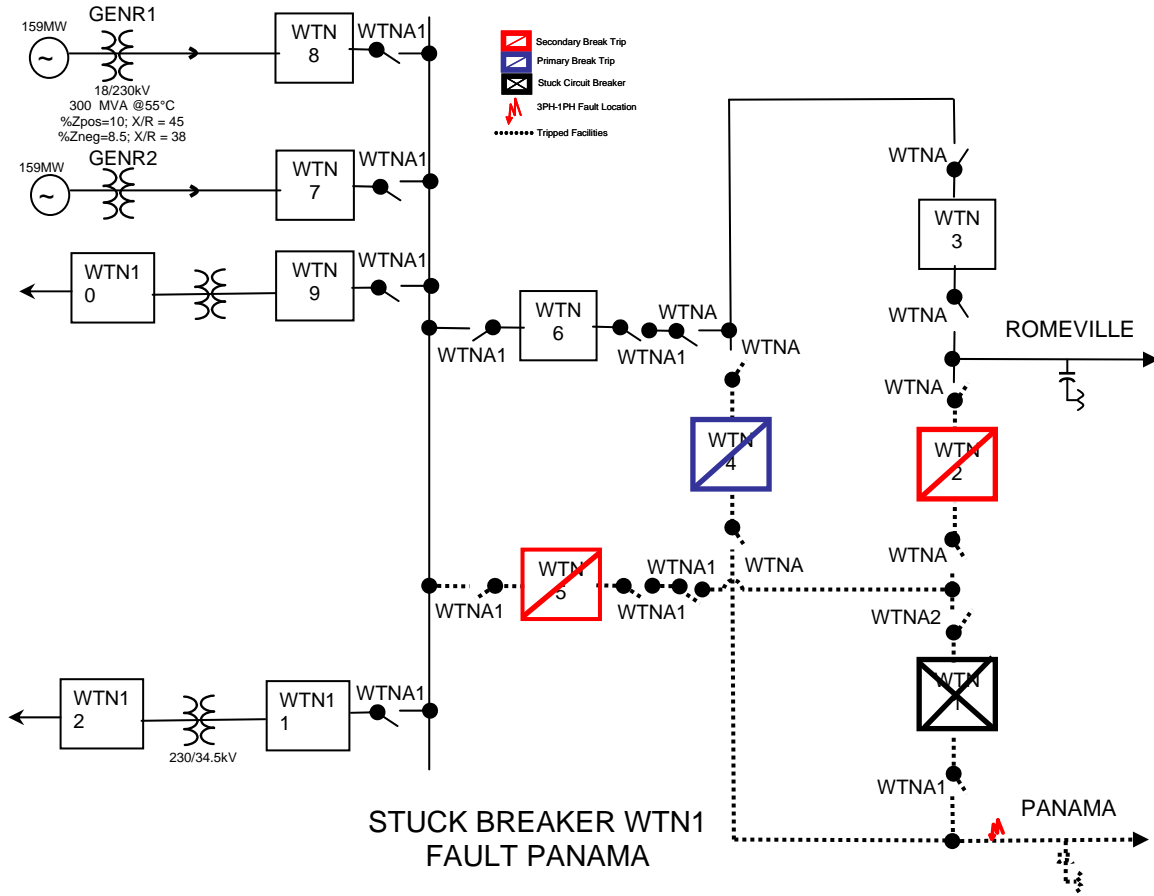 GENR1
159MW
WTN
8
WTNA1
18/230kV
300 MVA @55°C
%Zpos=10; X/R = 45
%Zneg=8.5; X/R = 38
GENR2
159MW
WTN
7
WTNA1
WTN1
0
WTN
9
WTNA1
Secondary Break Trip
Primary Break Trip
Stuck Circuit Breaker
3PH-1PH Fault Location
Tripped Facilities
WTNA
WTN
3
WTNA
ROMEVILLE
WTNA1
WTN
6
WTNA1
WTNA
WTNA
WTNA
WTN
4
WTN
2
WTNA
WTNA
WTNA1
WTN
5
WTNA1
WTNA1
WTNA2
WTN
1
WTNA1
WTN1
2
230/34.5kV
WTN1
1
WTNA1
PANAMA
STUCK BREAKER WTN1
FAULT PANAMA